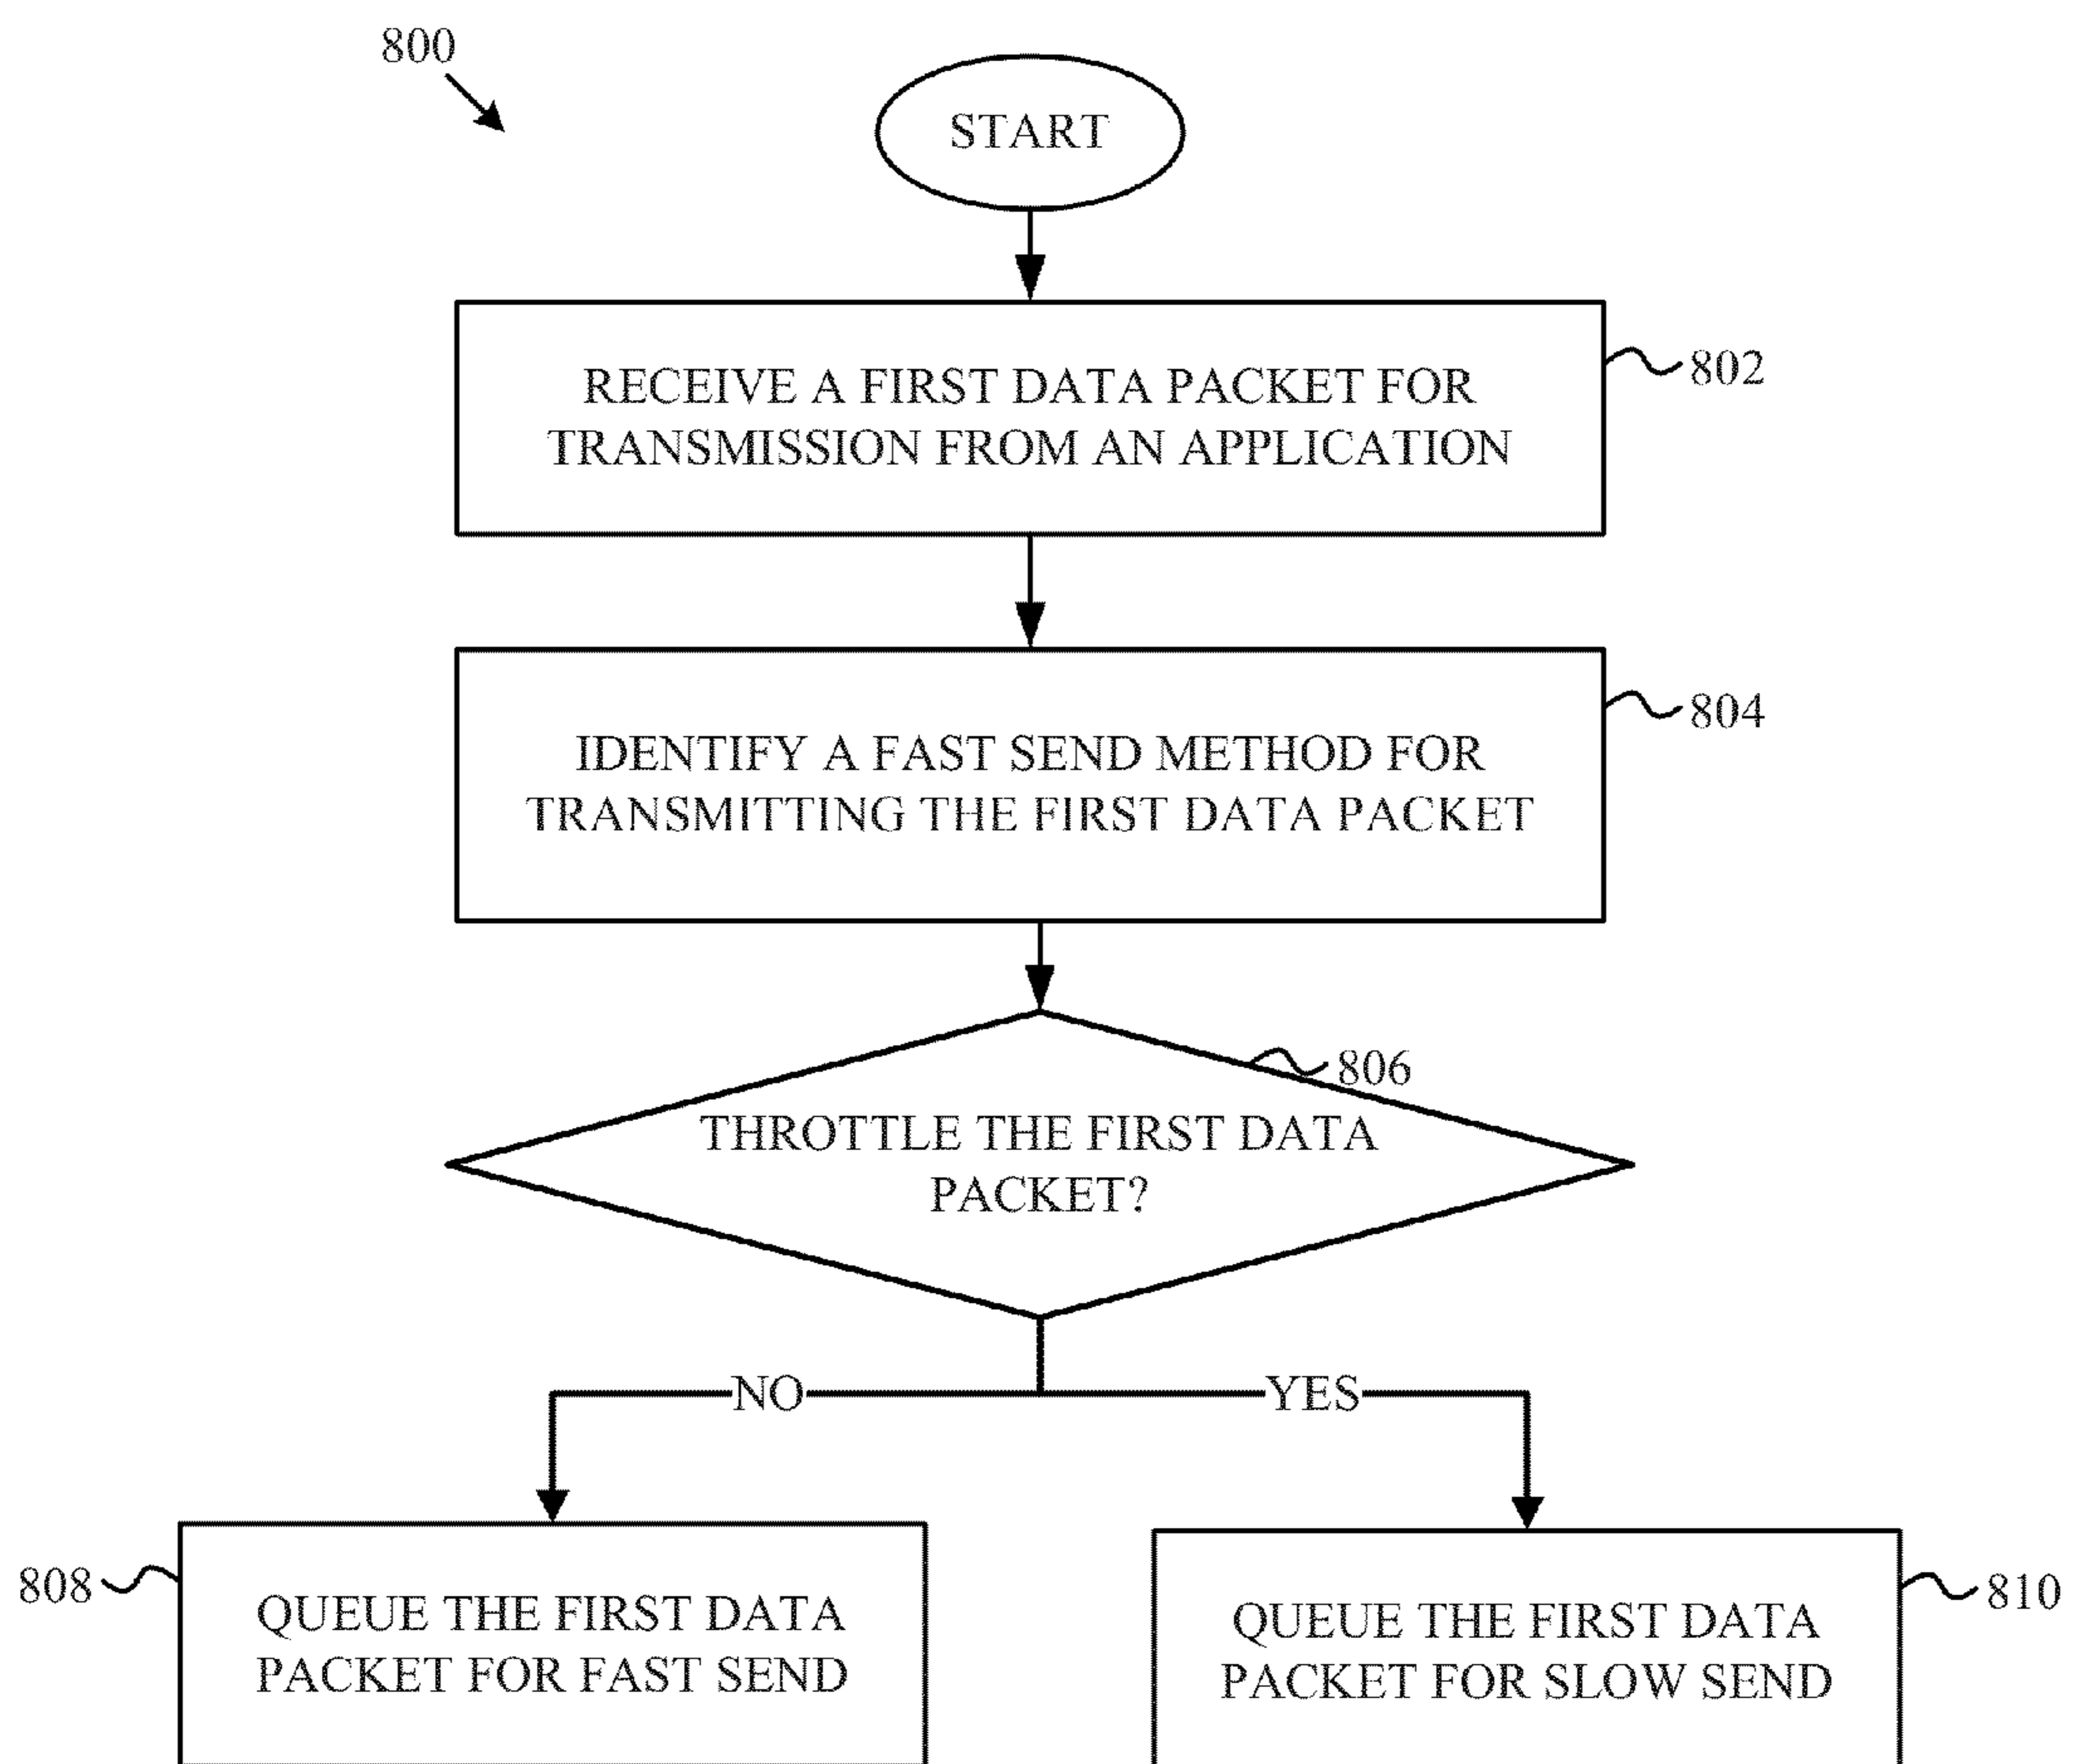 800
START
RECEIVE A FIRST DATA PACKET FOR
TRANSMISSION FROM AN APPLICATION
802
IDENTIFY A FAST SEND METHOD FOR
TRANSMITTING THE FIRST DATA PACKET
804
806
THROTTLE THE FIRST DATA
PACKET?
NO
YES
808
QUEUE THE FIRST DATA
PACKET FOR FAST SEND
QUEUE THE FIRST DATA
PACKET FOR SLOW SEND
810